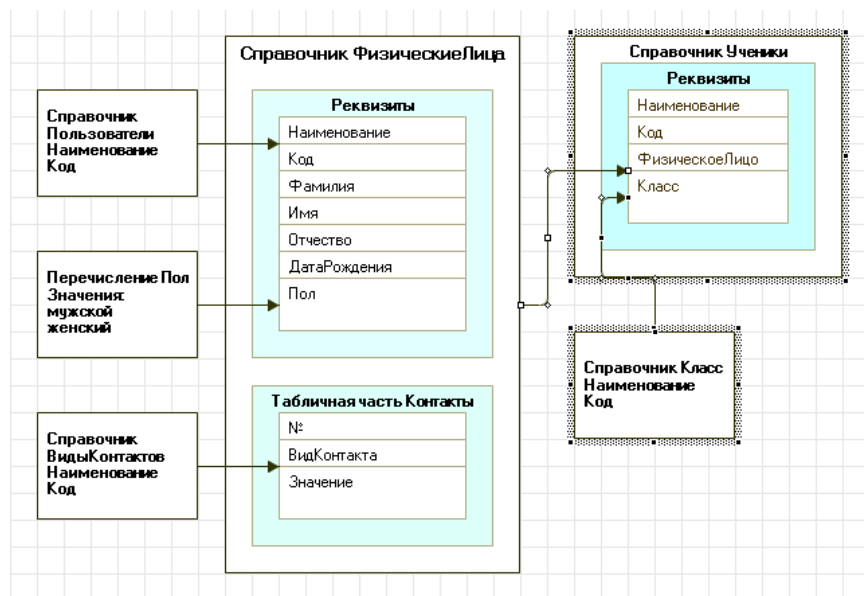 Справочник
Пользователи
Наименование
Код
Перечисление Пол
Значения:
мужской
женский
Справочник
ВидыКонтактов
Наименование
Код
Справочник ФизическиеЛица
Реквизиты
Наименование
Код
Фамилия
Имя
Отчество
ДатаРождения
Пол
Табличная часть Контакты
№
ВидКонтакта
Значение
Справочник Ученики
Реквизиты
Наименование
Код
ФизическоеЛицо
Класс
Справочник Класс
Наименование
Код